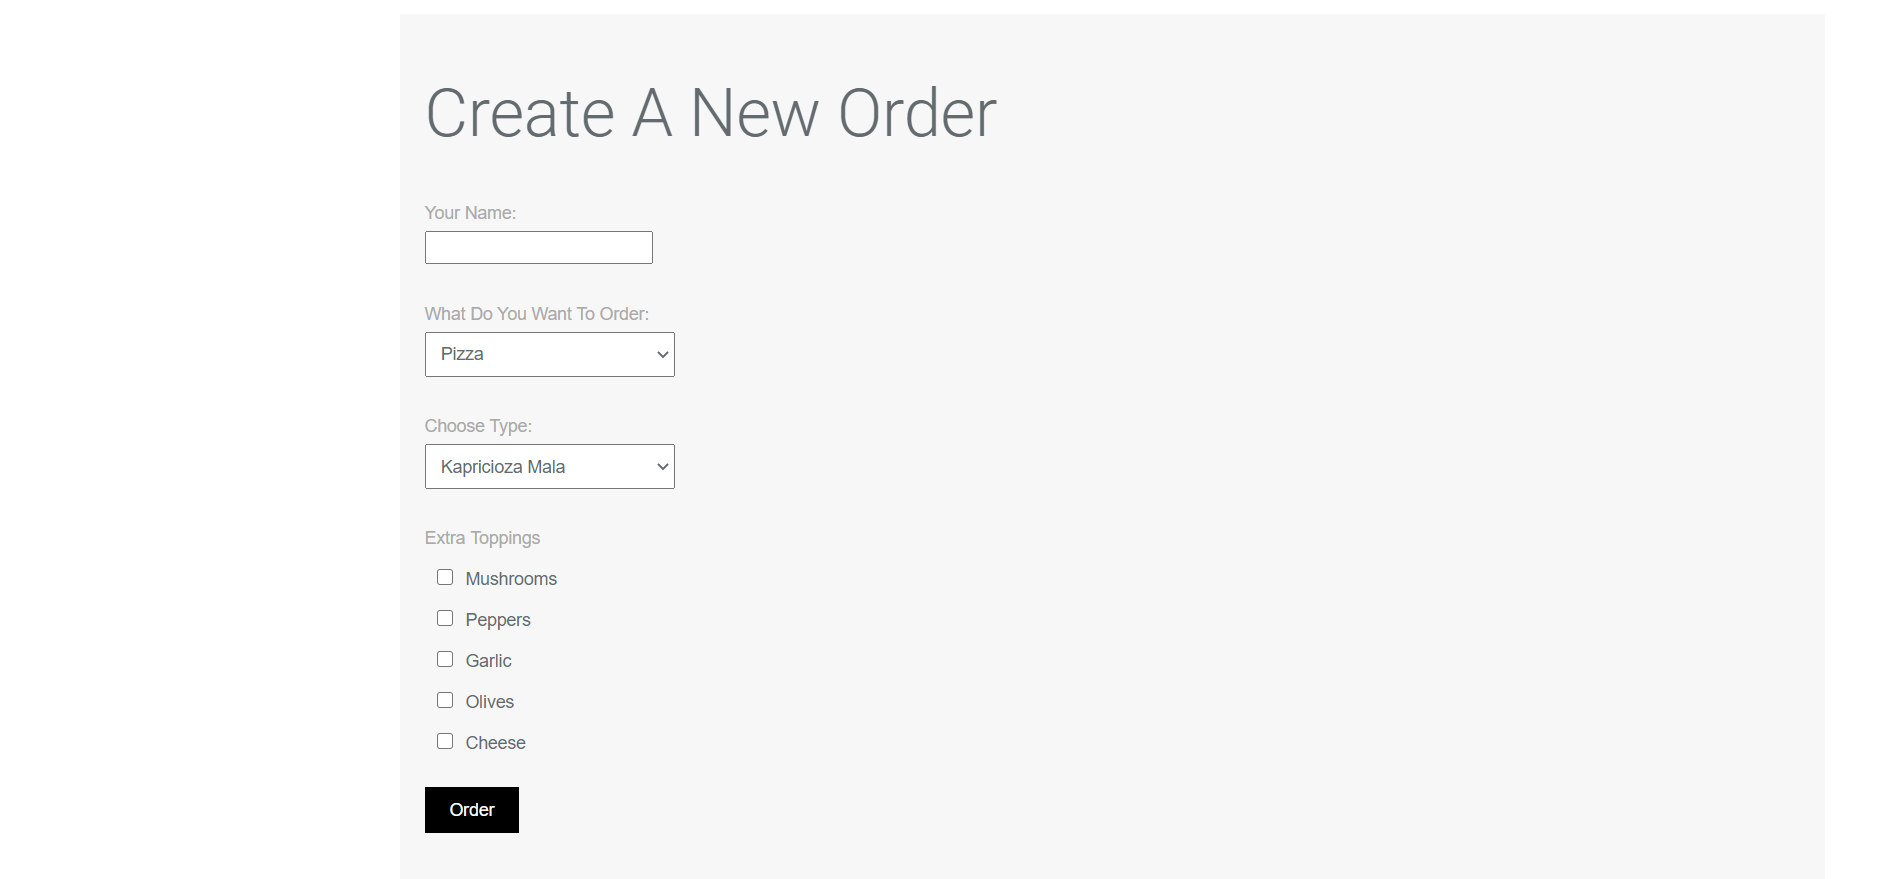 Create A New Order
Your Name:
What Do You Want To Order:
Pizza
Choose Type:
Kapricioza Mala
Extra Toppings
Mushrooms
Peppers
Garlic
Olives
Cheese
Order